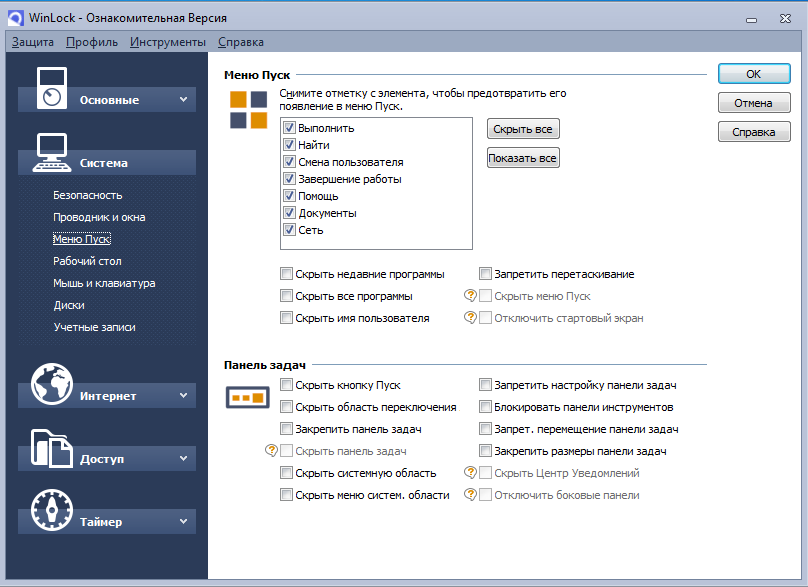 WinLock - Ознакомительная Версия
Защита Профиль Инструменты Справка
Основные
Система
Безопасность
Проводник и окна
Меню Пуск
Рабочий стол
Мышь и клавиатура
Диски
Учетные записи
Интернет
Доступ
Таймер
Меню Пуск
Снимите отметку с элемента, чтобы предотвратить его
появление в меню Пуск.
Выполнить
Найти
Смена пользователя
Завершение работы
Помощь
Документы
Сеть
Скрыть все
Показать все
OK
Отмена
Справка
Скрыть недавние программы
Запретить перетаскивание
Скрыть все программы
Скрыть меню Пуск
Скрыть имя пользователя
Отключить стартовый экран
Панель задач
Скрыть кнопку Пуск
Запретить настройку панели задач
Скрыть область переключения
Блокировать панели инструментов
Закрепить панель задач
Запрет. перемещение панели задач
Скрыть панель задач
Закрепить размеры панели задач
Скрыть системную область
Скрыть Центр Уведомлений
Скрыть меню систем. области
Отключить боковые панели